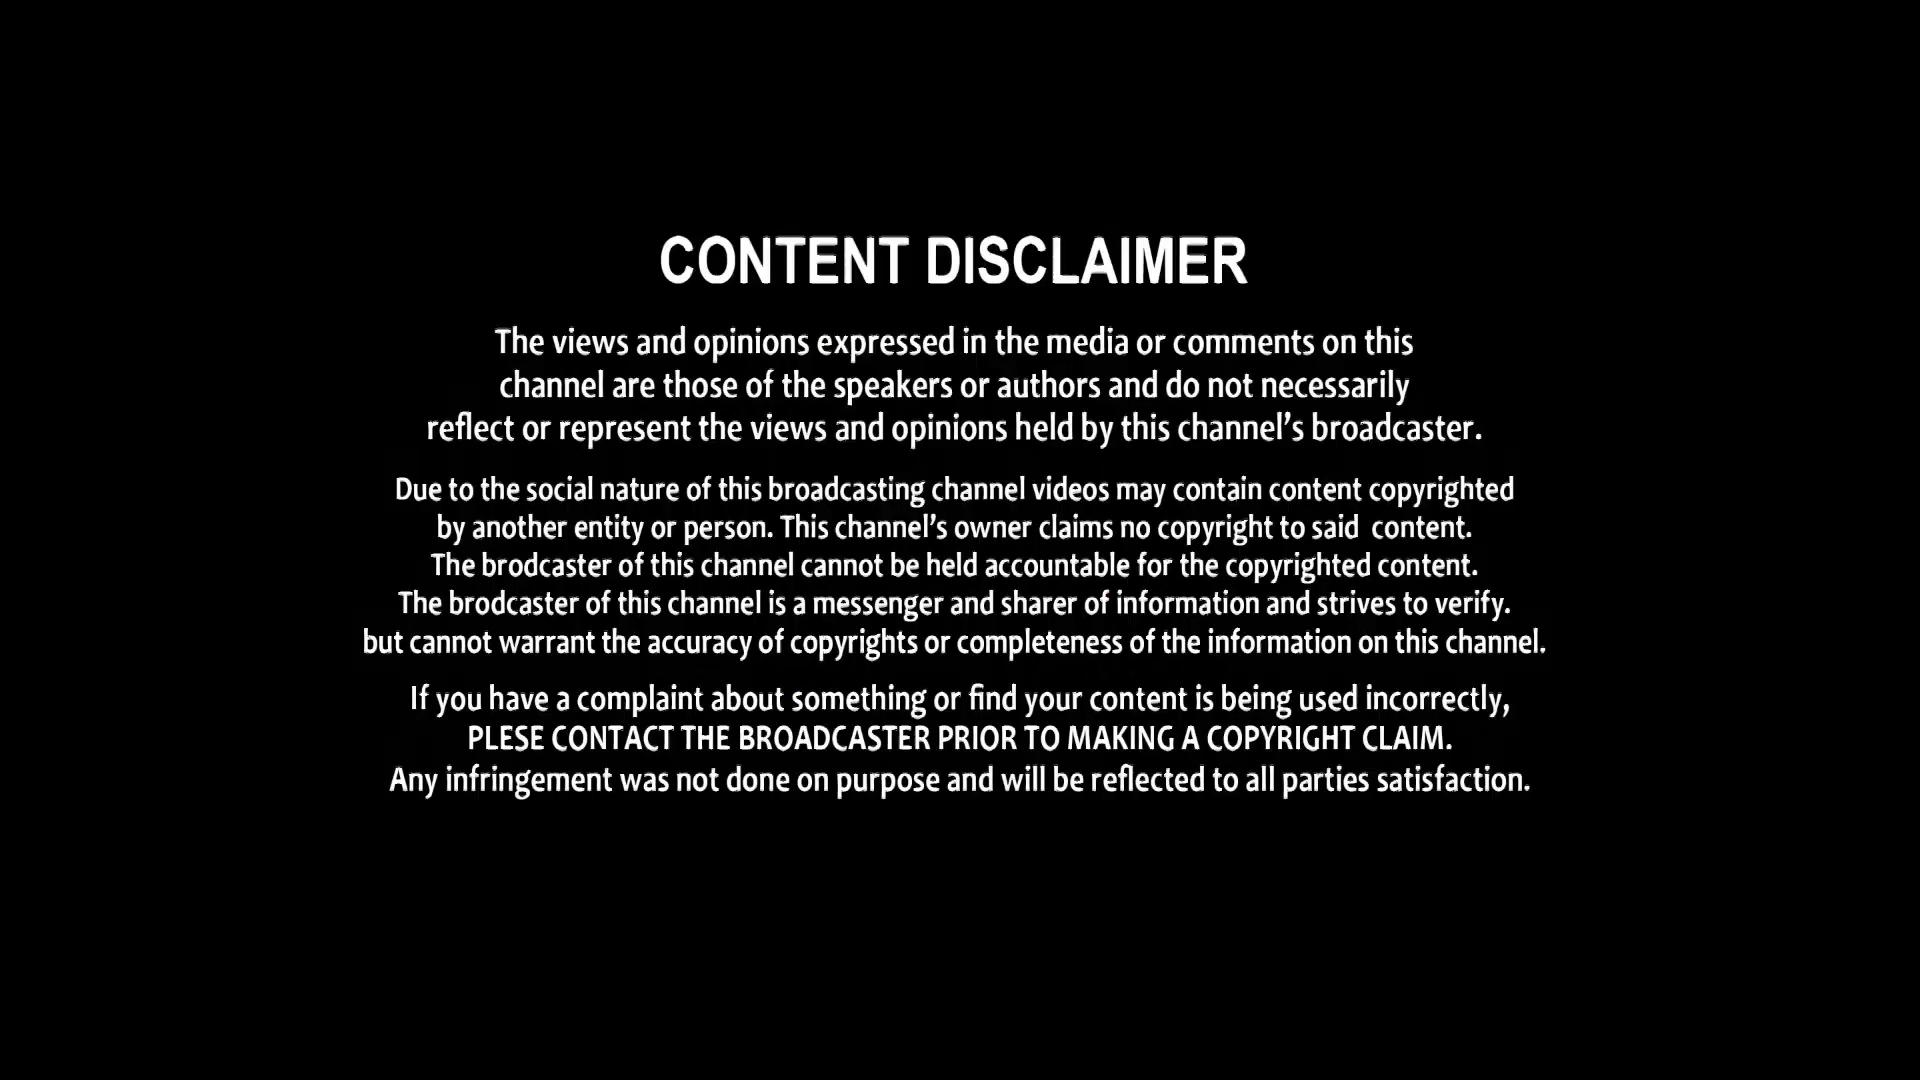 CONTENT DISCLAIMER
The views and opinions expressed in the media or comments on this
channel are those of the speakers or authors and do not necessarily
reflect or represent the views and opinions held by this channel’s broadcaster.
Due to the social nature of this broadcasting channel videos may contain content copyrighted
by another entity or person. This channel’s owner claims no copyright to said content.
The brodcaster of this channel cannot be held accountable for the copyrighted content.
The brodcaster of this channel is a messenger and sharer of information and strives to verify.
but cannot warrant the accuracy of copyrights or completeness of the information on this channel.
If you have a complaint about something or find your content is being used incorrectly,
PLESE CONTACT THE BROADCASTER PRIOR TO MAKING A COPYRIGHT CLAIM.
Any infringement was not done on purpose and will be reflected to all parties satisfaction.